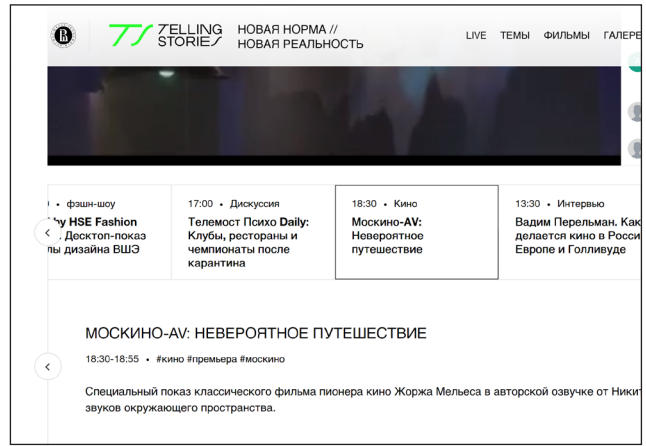 TELLING
STORIES
НОВАЯ НОРМА //
НОВАЯ РЕАЛЬНОСТЬ
LIVE ТЕМЫ ФИЛЬМЫ ГАЛЕРЕ
• фэшн-шоу
by HSE Fashion
Десктоп-показ
лы дизайна ВШЭ
17:00 • Дискуссия
Телемост Психо Daily:
Клубы, рестораны и
чемпионаты после
карантина
18:30 • Кино
Москино-AV:
Невероятное
путешествие
13:30 • Интервью
Вадим Перельман. Как
делается кино в Росси
Европе и Голливуде
МОСКИНО-AV: НЕВЕРОЯТНОЕ ПУТЕШЕСТВИЕ
18:30-18:55 • #кино #премьера #москино
Специальный показ классического фильма пионера кино Жоржа Мельеса в авторской озвучке от Никит
звуков окружающего пространства.